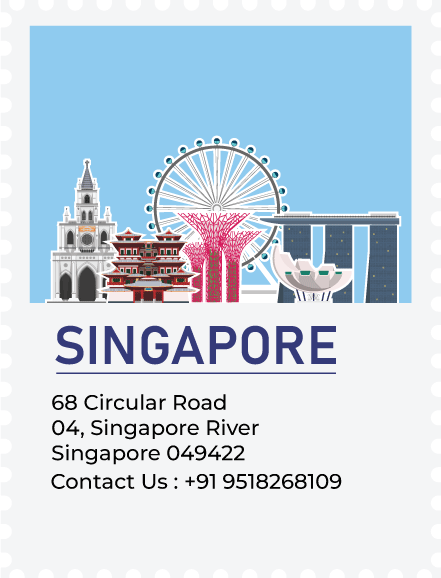 SINGAPORE
68 Circular Road
04, Singapore River
Singapore 049422
Contact Us : +91 9518268109